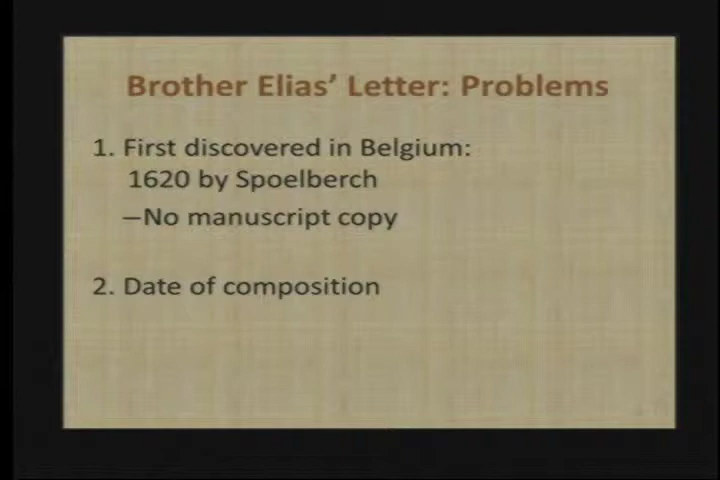 Brother Elias' Letter: Problems
1. First discovered in Belgium:
1620 by Spoelberch
–No manuscript copy
2. Date of composition